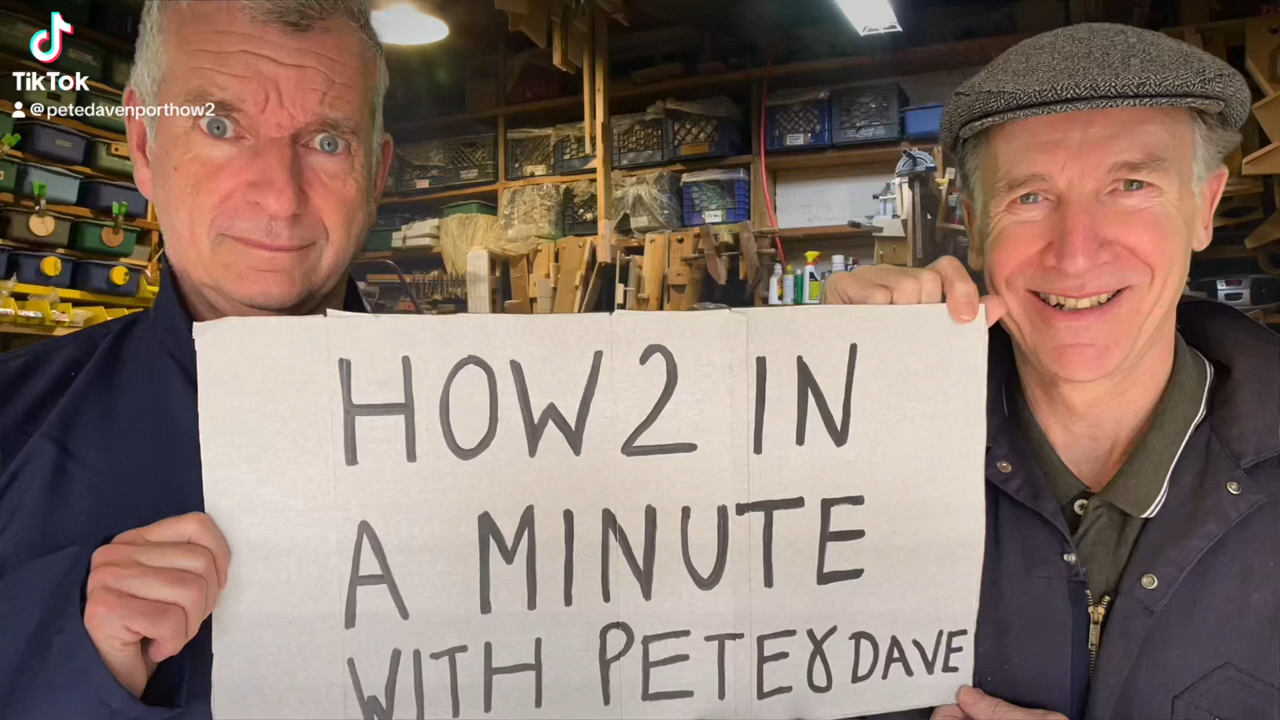 TikTok
@petedavenporthow2
HOW2 IN
A MINUTE
WITH PETE & DAVE